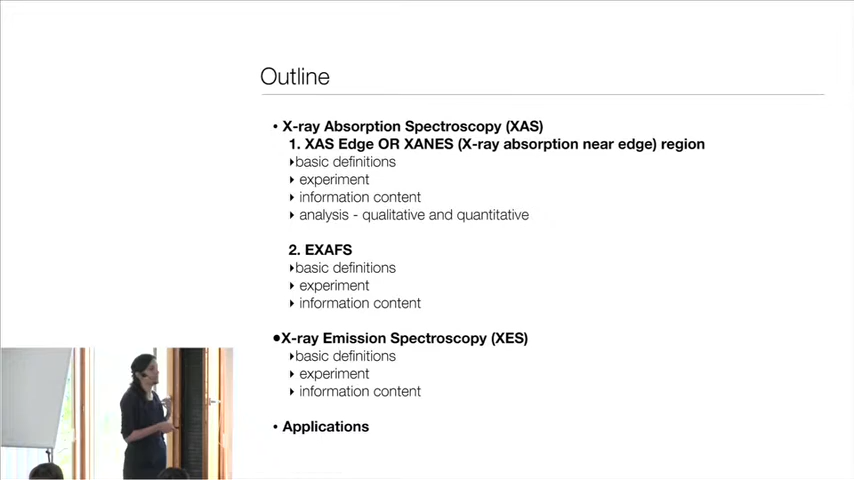 Outline
• X-ray Absorption Spectroscopy (XAS)
1. XAS Edge OR XANES (X-ray absorption near edge) region
‣basic definitions
‣ experiment
‣ information content
‣ analysis - qualitative and quantitative
2. EXAFS
‣basic definitions
‣ experiment
‣ information content
•X-ray Emission Spectroscopy (XES)
‣basic definitions
‣ experiment
‣ information content
• Applications